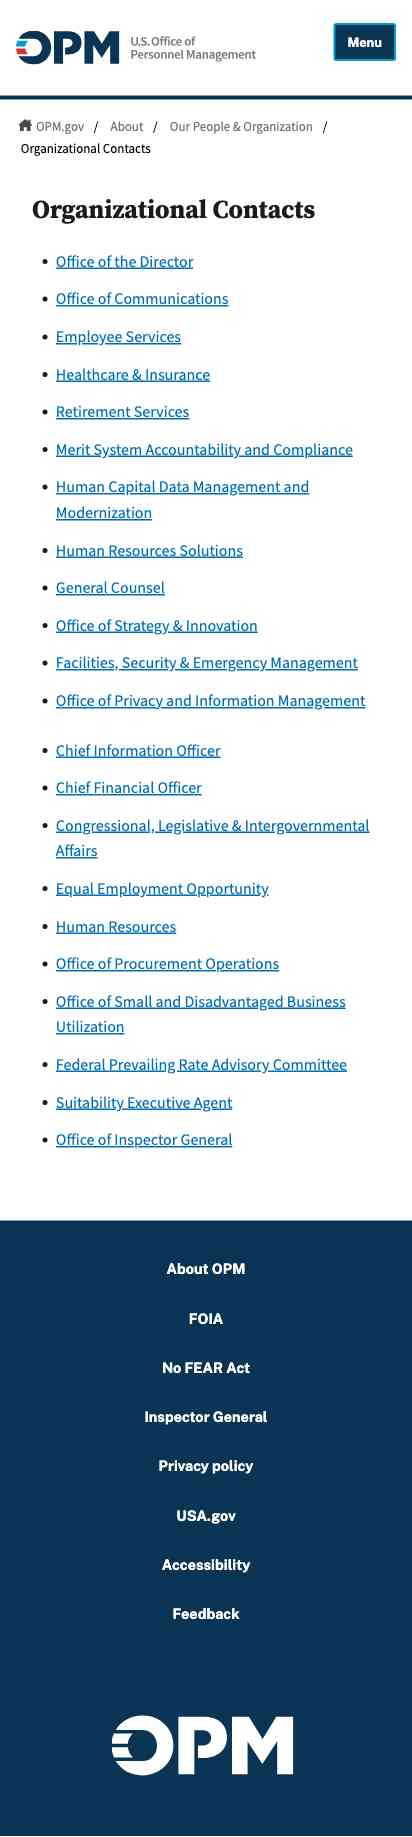 OPM U.S. Office of
Personnel Management
Menu
OPM.gov / About / Our People & Organization /
Organizational Contacts
Organizational Contacts
• Office of the Director
• Office of Communications
• Employee Services
• Healthcare & Insurance
• Retirement Services
• Merit System Accountability and Compliance
• Human Capital Data Management and
Modernization
• Human Resources Solutions
• General Counsel
• Office of Strategy & Innovation
• Facilities, Security & Emergency Management
• Office of Privacy and Information Management
• Chief Information Officer
• Chief Financial Officer
• Congressional, Legislative & Intergovernmental
Affairs
• Equal Employment Opportunity
• Human Resources
• Office of Procurement Operations
• Office of Small and Disadvantaged Business
Utilization
• Federal Prevailing Rate Advisory Committee
• Suitability Executive Agent
• Office of Inspector General
About OPM
FOIA
No FEAR Act
Inspector General
Privacy policy
USA.gov
Accessibility
Feedback
OPM